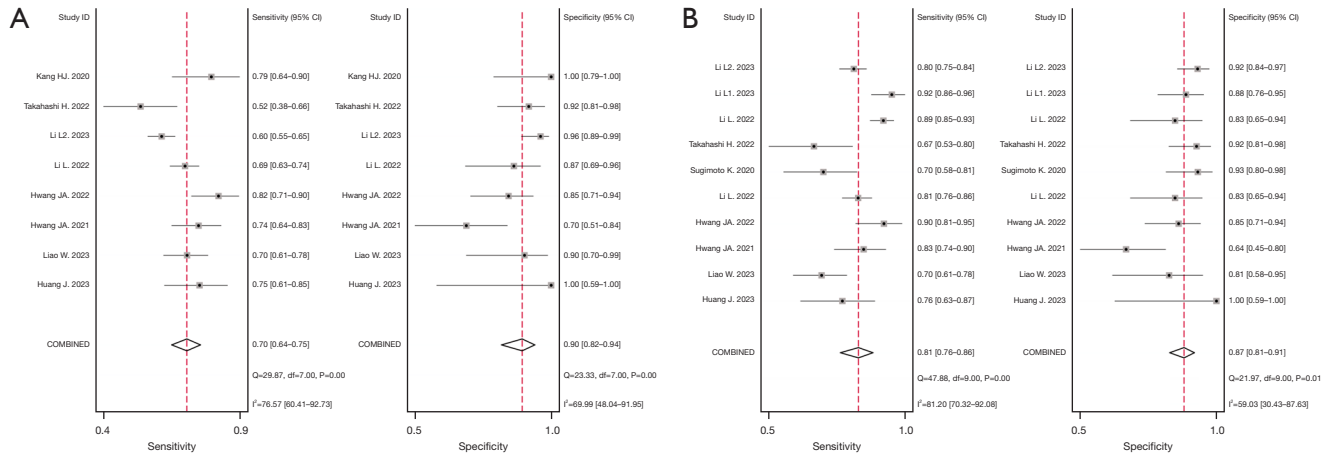 A
Study ID
Sensitivity (95% CI)
Kang HJ. 2020
0.79 [0.64–0.90]
Takahashi H. 2022
0.52 [0.38–0.66]
Li L2. 2023
0.60 [0.55–0.65]
Li L. 2022
0.69 [0.63–0.74]
Hwang JA. 2022
0.82 [0.71–0.90]
Hwang JA. 2021
0.74 [0.64–0.83]
Liao W. 2023
0.70 [0.61–0.78]
Huang J. 2023
0.75 [0.61–0.85]
COMBINED
0.70 [0.64–0.75]
Q=29.87, df=7.00, P=0.00
I²=76.57 [60.41–92.73]
0.4
0.9
Sensitivity
Study ID
Specificity (95% CI)
Kang HJ. 2020
1.00 [0.79–1.00]
Takahashi H. 2022
0.92 [0.81–0.98]
Li L2. 2023
0.96 [0.89–0.99]
Li L. 2022
0.87 [0.69–0.96]
Hwang JA. 2022
0.85 [0.71–0.94]
Hwang JA. 2021
0.70 [0.51–0.84]
Liao W. 2023
0.90 [0.70–0.99]
Huang J. 2023
1.00 [0.59–1.00]
COMBINED
0.90 [0.82–0.94]
Q=23.33, df=7.00, P=0.00
I²=69.99 [48.04–91.95]
0.5
1.0
Specificity
B
Study ID
Sensitivity (95% CI)
Li L2. 2023
0.80 [0.75–0.84]
Li L1. 2023
0.92 [0.86–0.96]
Li L. 2022
0.89 [0.85–0.93]
Takahashi H. 2022
0.67 [0.53–0.80]
Sugimoto K. 2020
0.70 [0.58–0.81]
Li L. 2022
0.81 [0.76–0.86]
Hwang JA. 2022
0.90 [0.81–0.95]
Hwang JA. 2021
0.83 [0.74–0.90]
Liao W. 2023
0.70 [0.61–0.78]
Huang J. 2023
0.76 [0.63–0.87]
COMBINED
0.81 [0.76–0.86]
Q=47.88, df=9.00, P=0.00
I²=81.20 [70.32–92.08]
0.5
1.0
Sensitivity
Study ID
Specificity (95% CI)
Li L2. 2023
0.92 [0.84–0.97]
Li L1. 2023
0.88 [0.76–0.95]
Li L. 2022
0.83 [0.65–0.94]
Takahashi H. 2022
0.92 [0.81–0.98]
Sugimoto K. 2020
0.93 [0.80–0.98]
Li L. 2022
0.83 [0.65–0.94]
Hwang JA. 2022
0.85 [0.71–0.94]
Hwang JA. 2021
0.64 [0.45–0.80]
Liao W. 2023
0.81 [0.58–0.95]
Huang J. 2023
1.00 [0.59–1.00]
COMBINED
0.87 [0.81–0.91]
Q=21.97, df=9.00, P=0.01
I²=59.03 [30.43–87.63]
0.5
1.0
Specificity